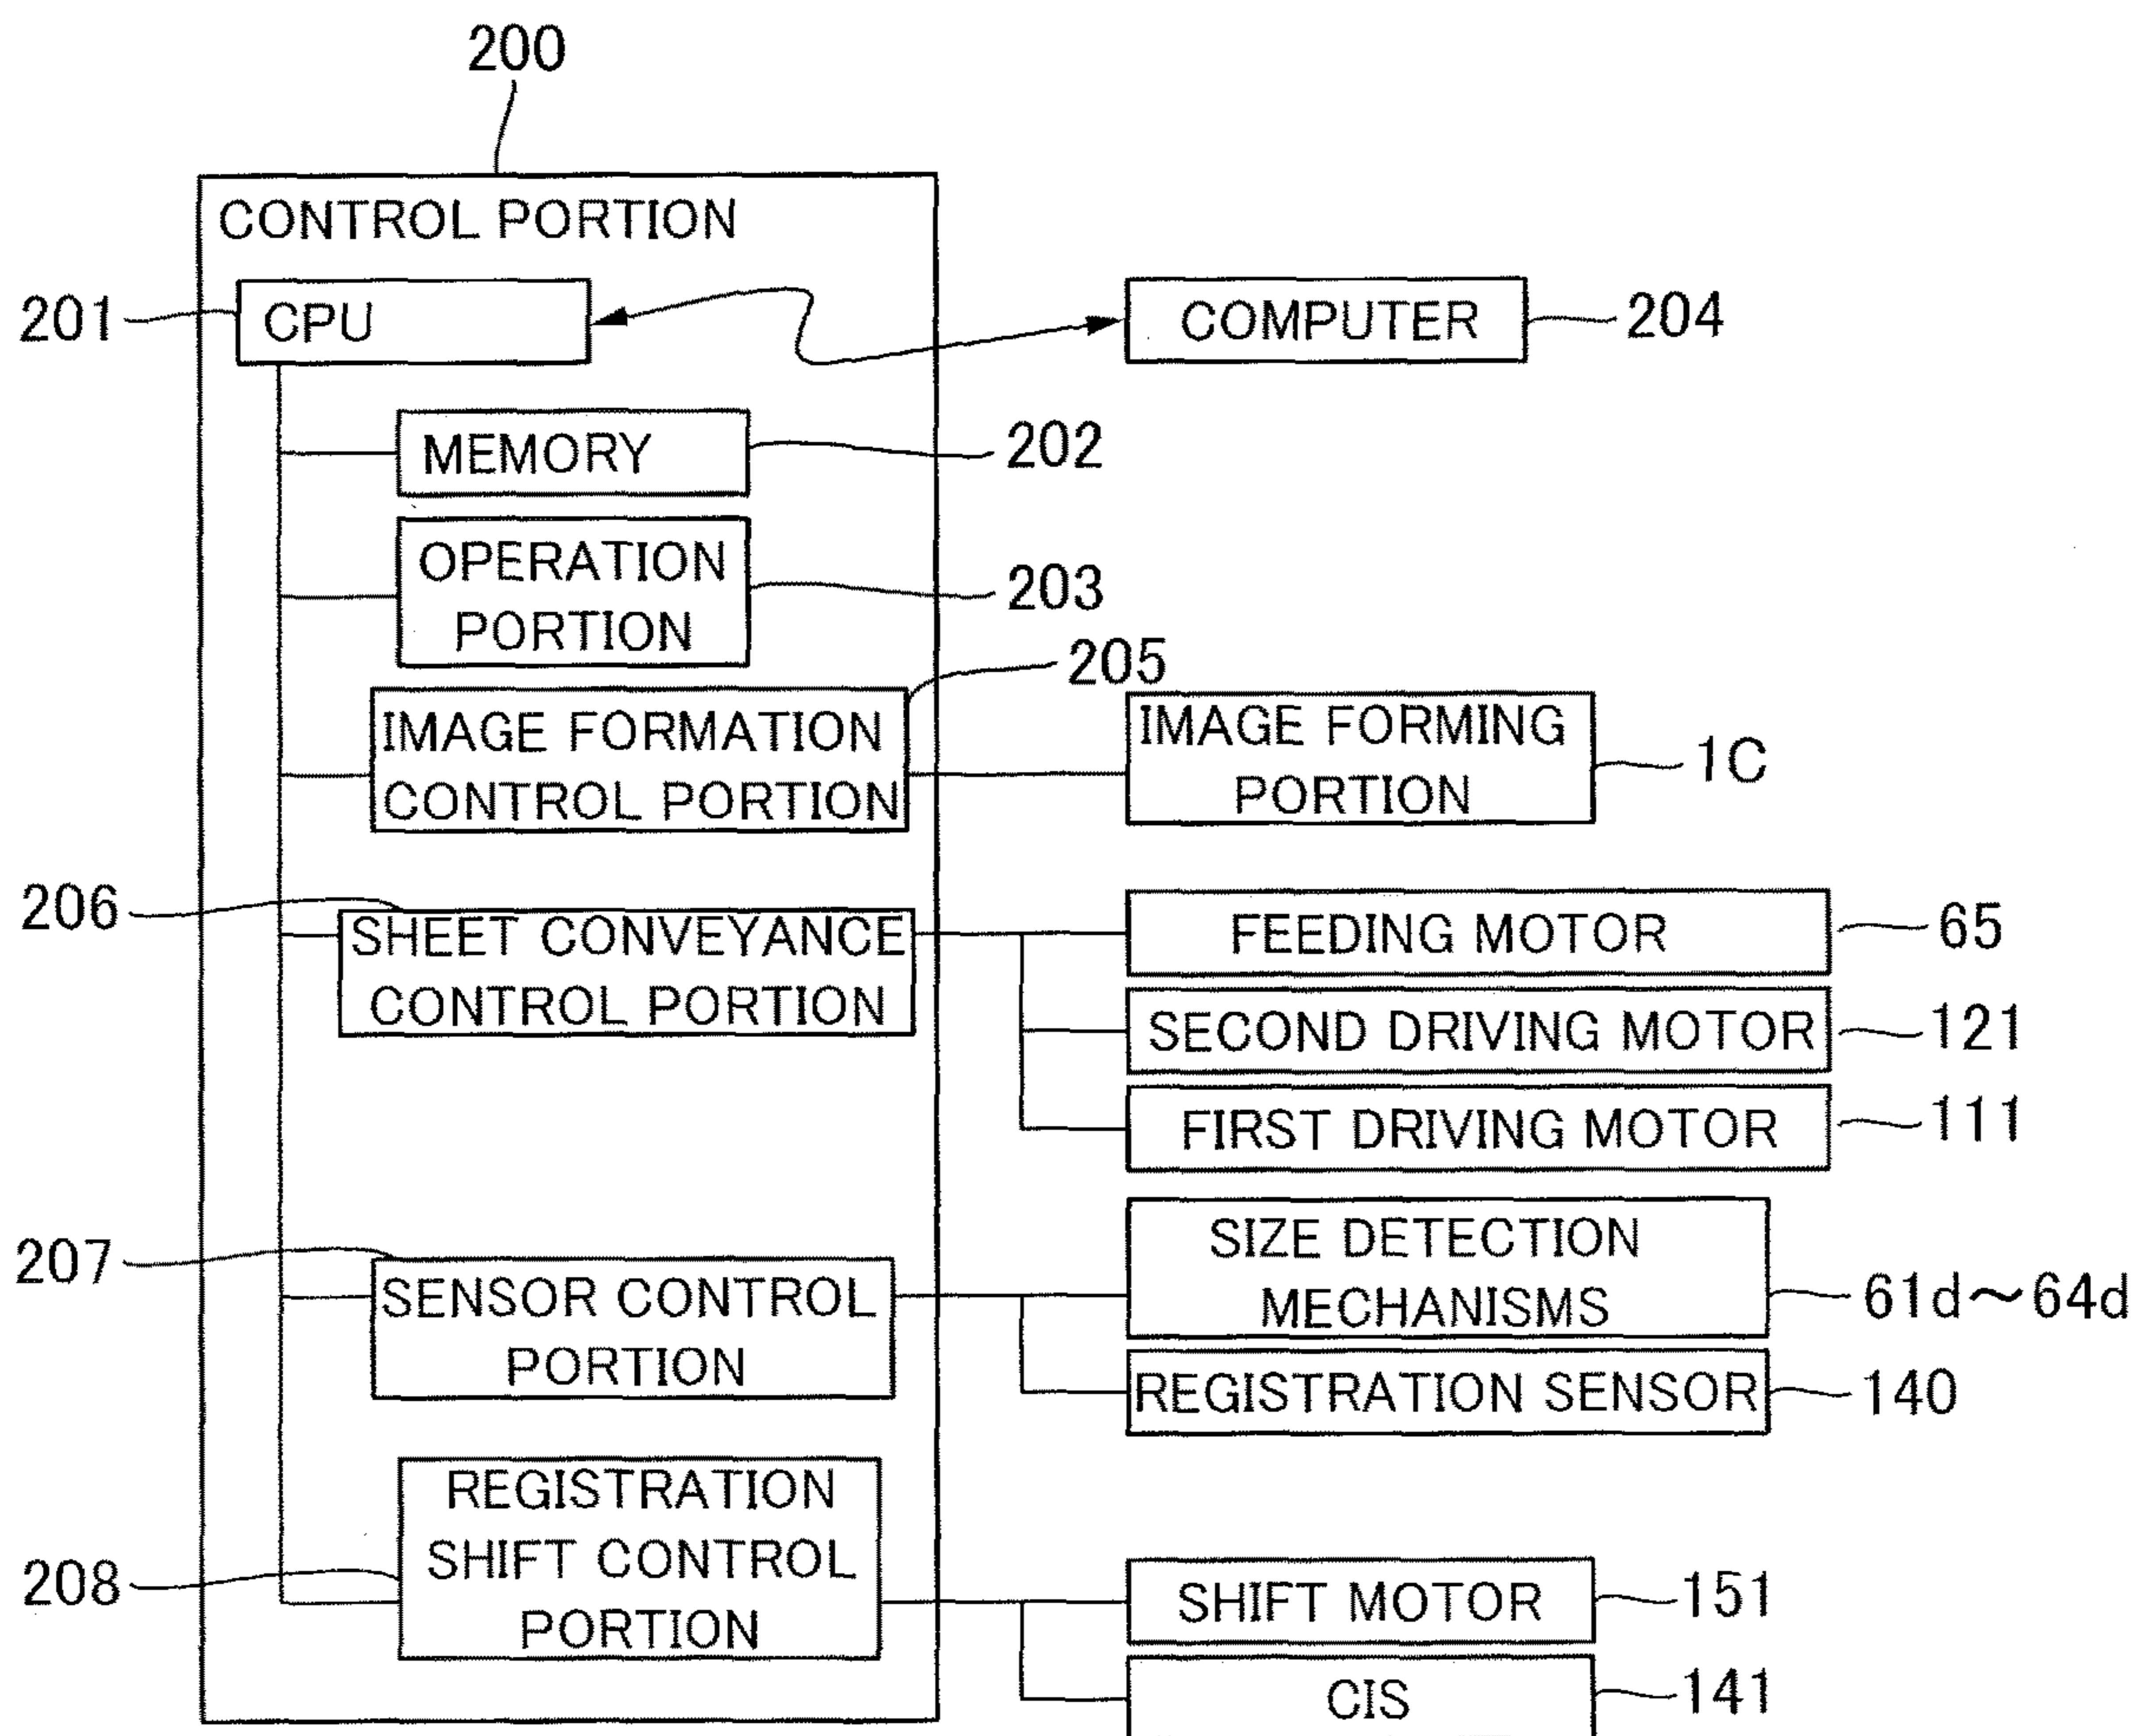 200
CONTROL PORTION
201
CPU
COMPUTER
204
MEMORY
202
OPERATION
PORTION
203
IMAGE FORMATION
CONTROL PORTION
205
IMAGE FORMING
PORTION
1C
206
SHEET CONVEYANCE
CONTROL PORTION
FEEDING MOTOR
65
SECOND DRIVING MOTOR
121
FIRST DRIVING MOTOR
111
207
SENSOR CONTROL
PORTION
SIZE DETECTION
MECHANISMS
61d〜64d
REGISTRATION SENSOR
140
208
REGISTRATION
SHIFT CONTROL
PORTION
SHIFT MOTOR
151
CIS
141